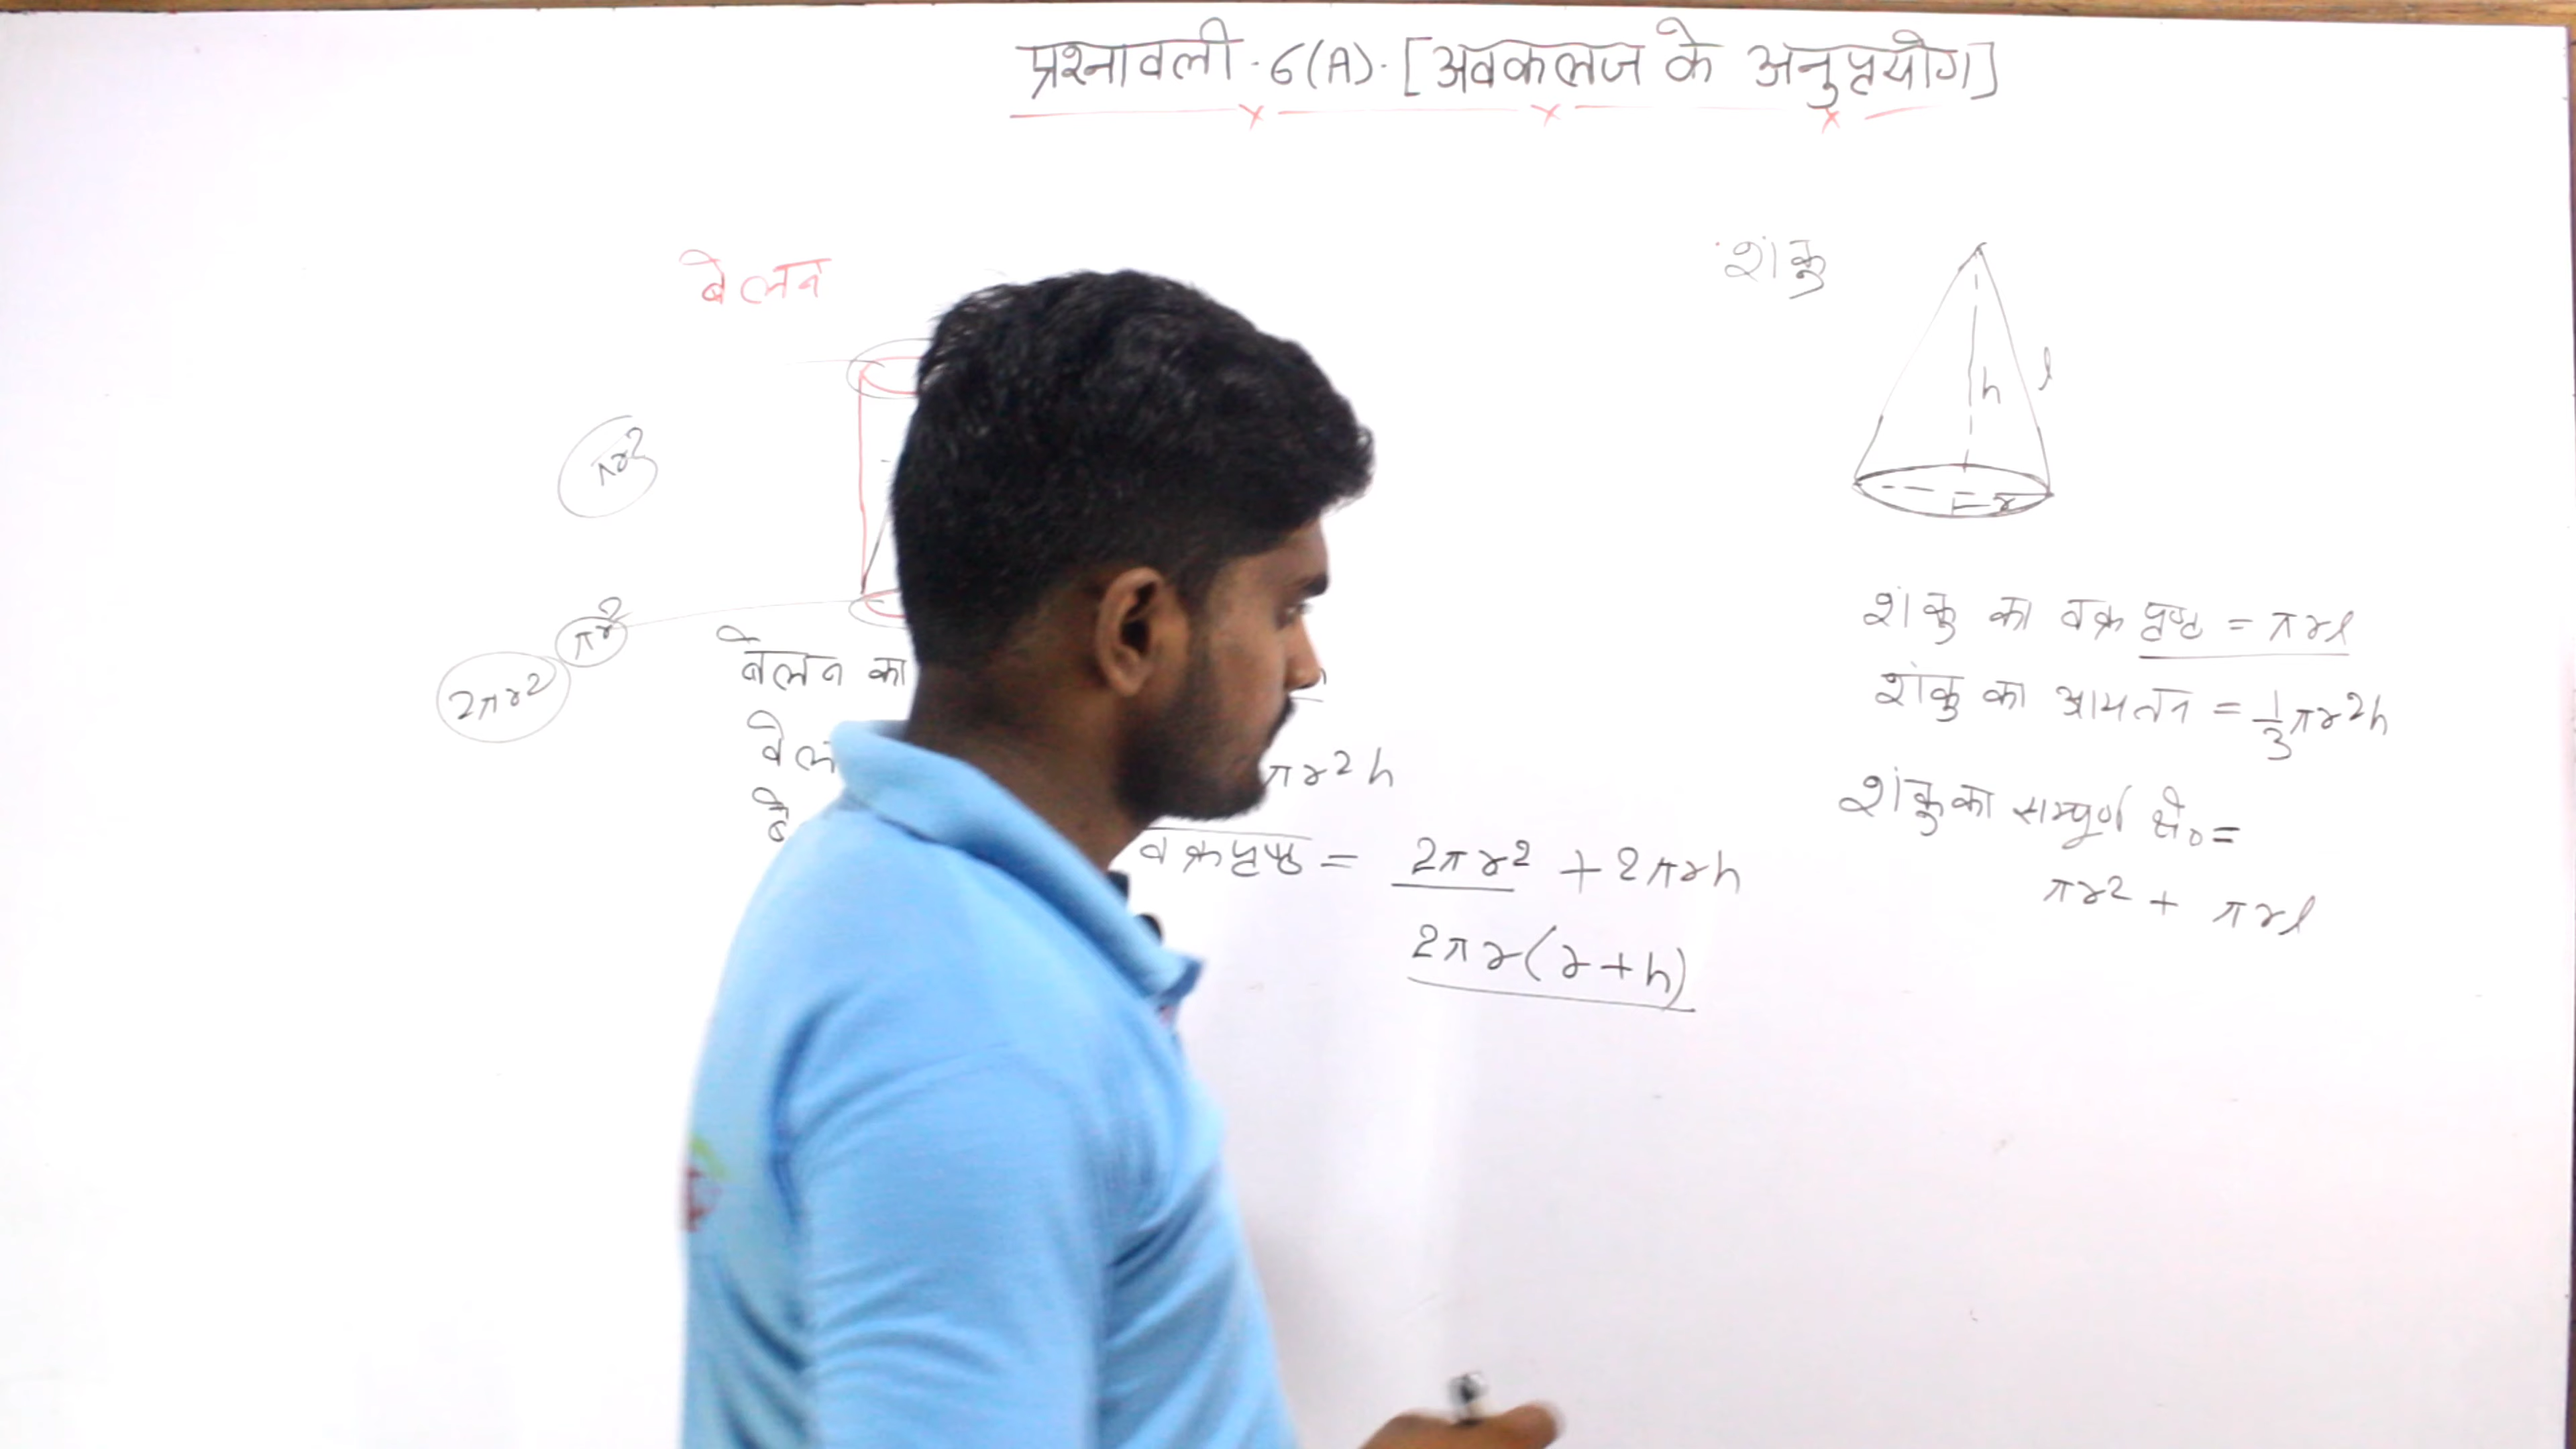 प्रश्नावली · 6(A) · [अवकलज के अनुप्रयोग]
बेलन
πr²
πr²
2πr²
बेलन का
πr²h
वक्रपृष्ठ = 2πr² + 2πrh
2πr(r+h)
शंकु
h
l
r
शंकु का वक्र पृष्ठ = πrl
शंकु का आयतन = 1/3 πr²h
शंकु का सम्पूर्ण क्षे० =
πr² + πrl